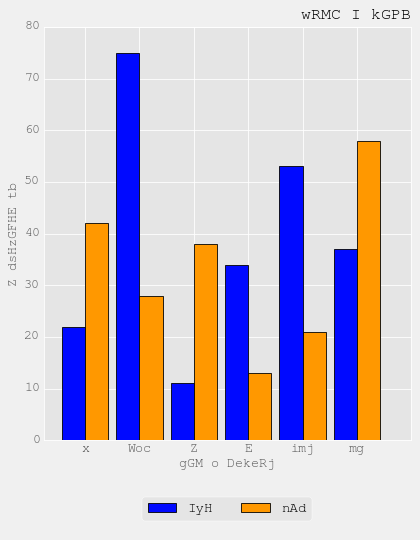 wRMC I kGPB
80
70
60
50
40
30
20
10
0
Z dsHzGFHE tb
x Woc Z E imj mg
gGM o DekeRj
IyH nAd